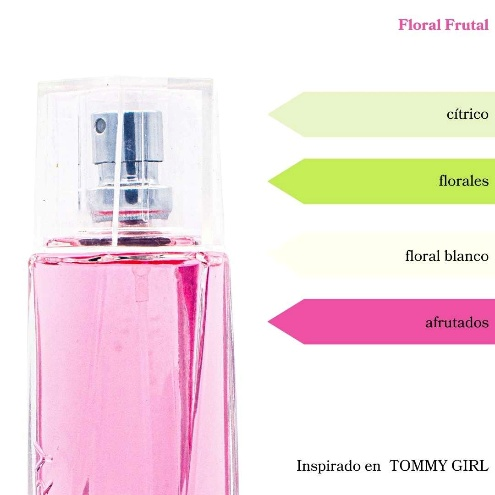 Floral Frutal
cítrico
florales
floral blanco
afrutados
Inspirado en TOMMY GIRL